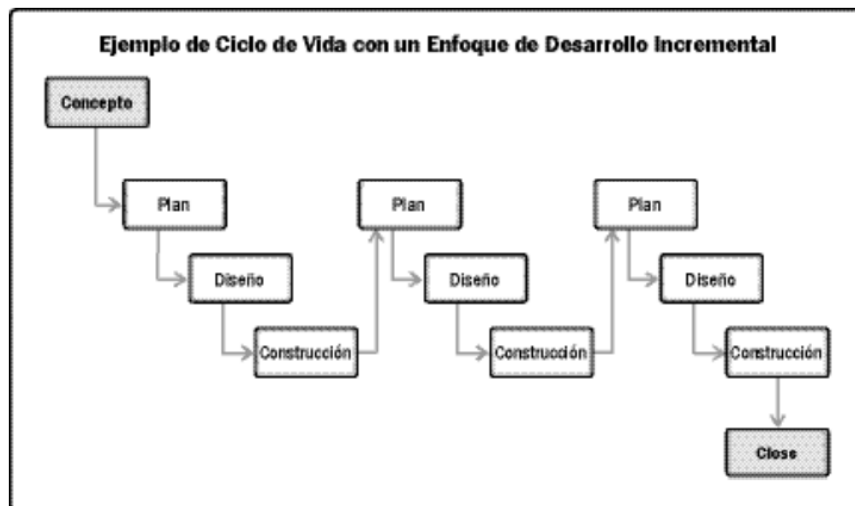 Ejemplo de Ciclo de Vida con un Enfoque de Desarrollo Incremental
Concepto
Plan
Plan
Plan
Diseño
Diseño
Diseño
Construcción
Construcción
Construcción
Close